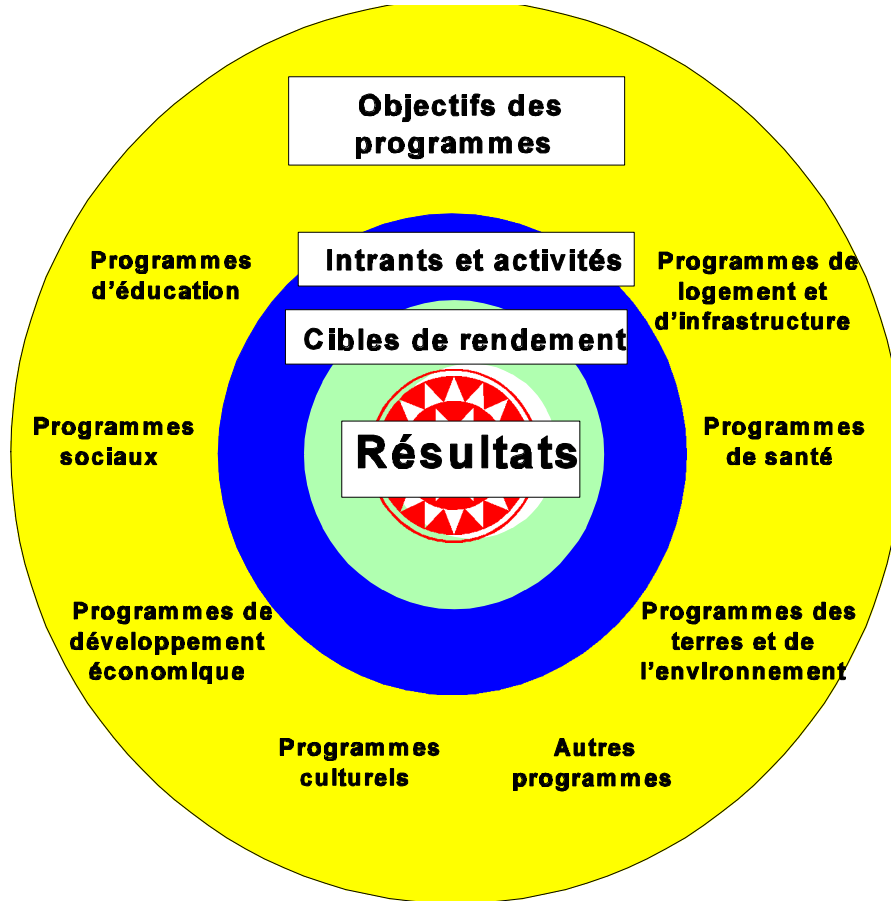 Objectifs des
programmes
Intrants et activités
Cibles de rendement
Résultats
Programmes
d'éducation
Programmes de
logement et
d'infrastructure
Programmes
sociaux
Programmes
de santé
Programmes de
développement
économique
Programmes des
terres et de
l'environnement
Programmes
culturels
Autres
programmes